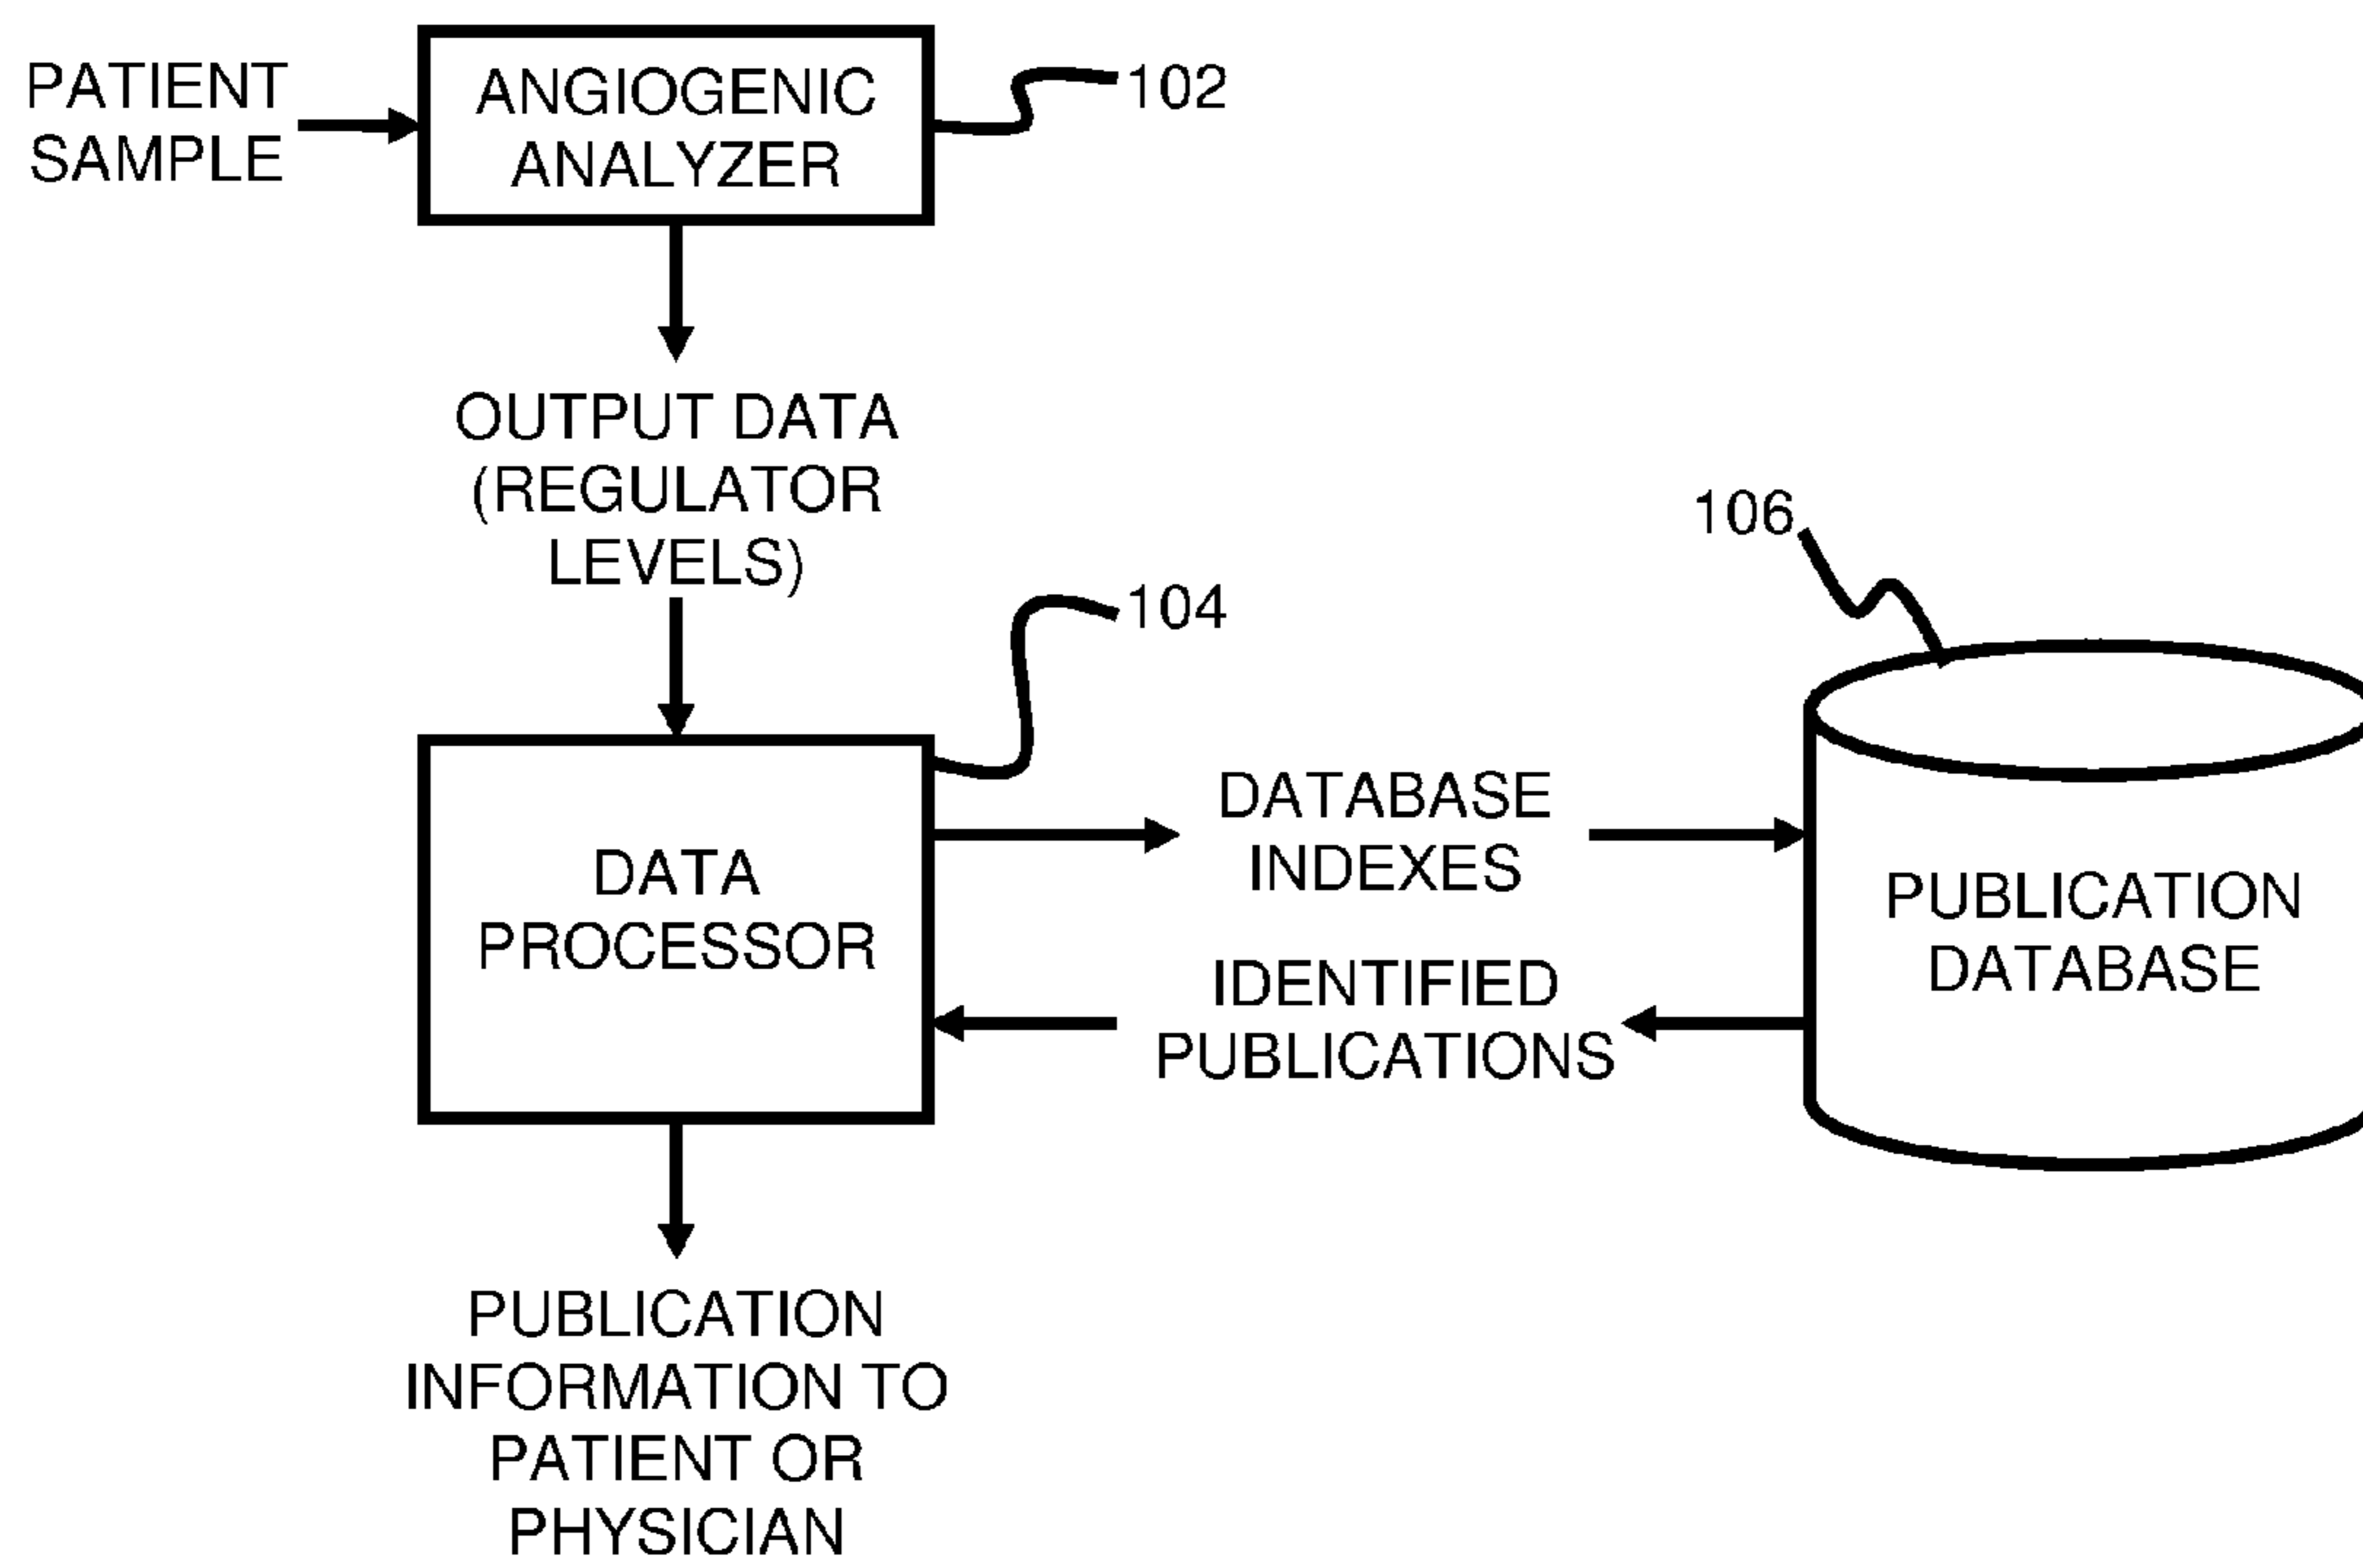 PATIENT
SAMPLE
ANGIOGENIC
ANALYZER
102
OUTPUT DATA
(REGULATOR
LEVELS)
104
106
DATA
PROCESSOR
DATABASE
INDEXES
IDENTIFIED
PUBLICATIONS
PUBLICATION
DATABASE
PUBLICATION
INFORMATION TO
PATIENT OR
PHYSICIAN